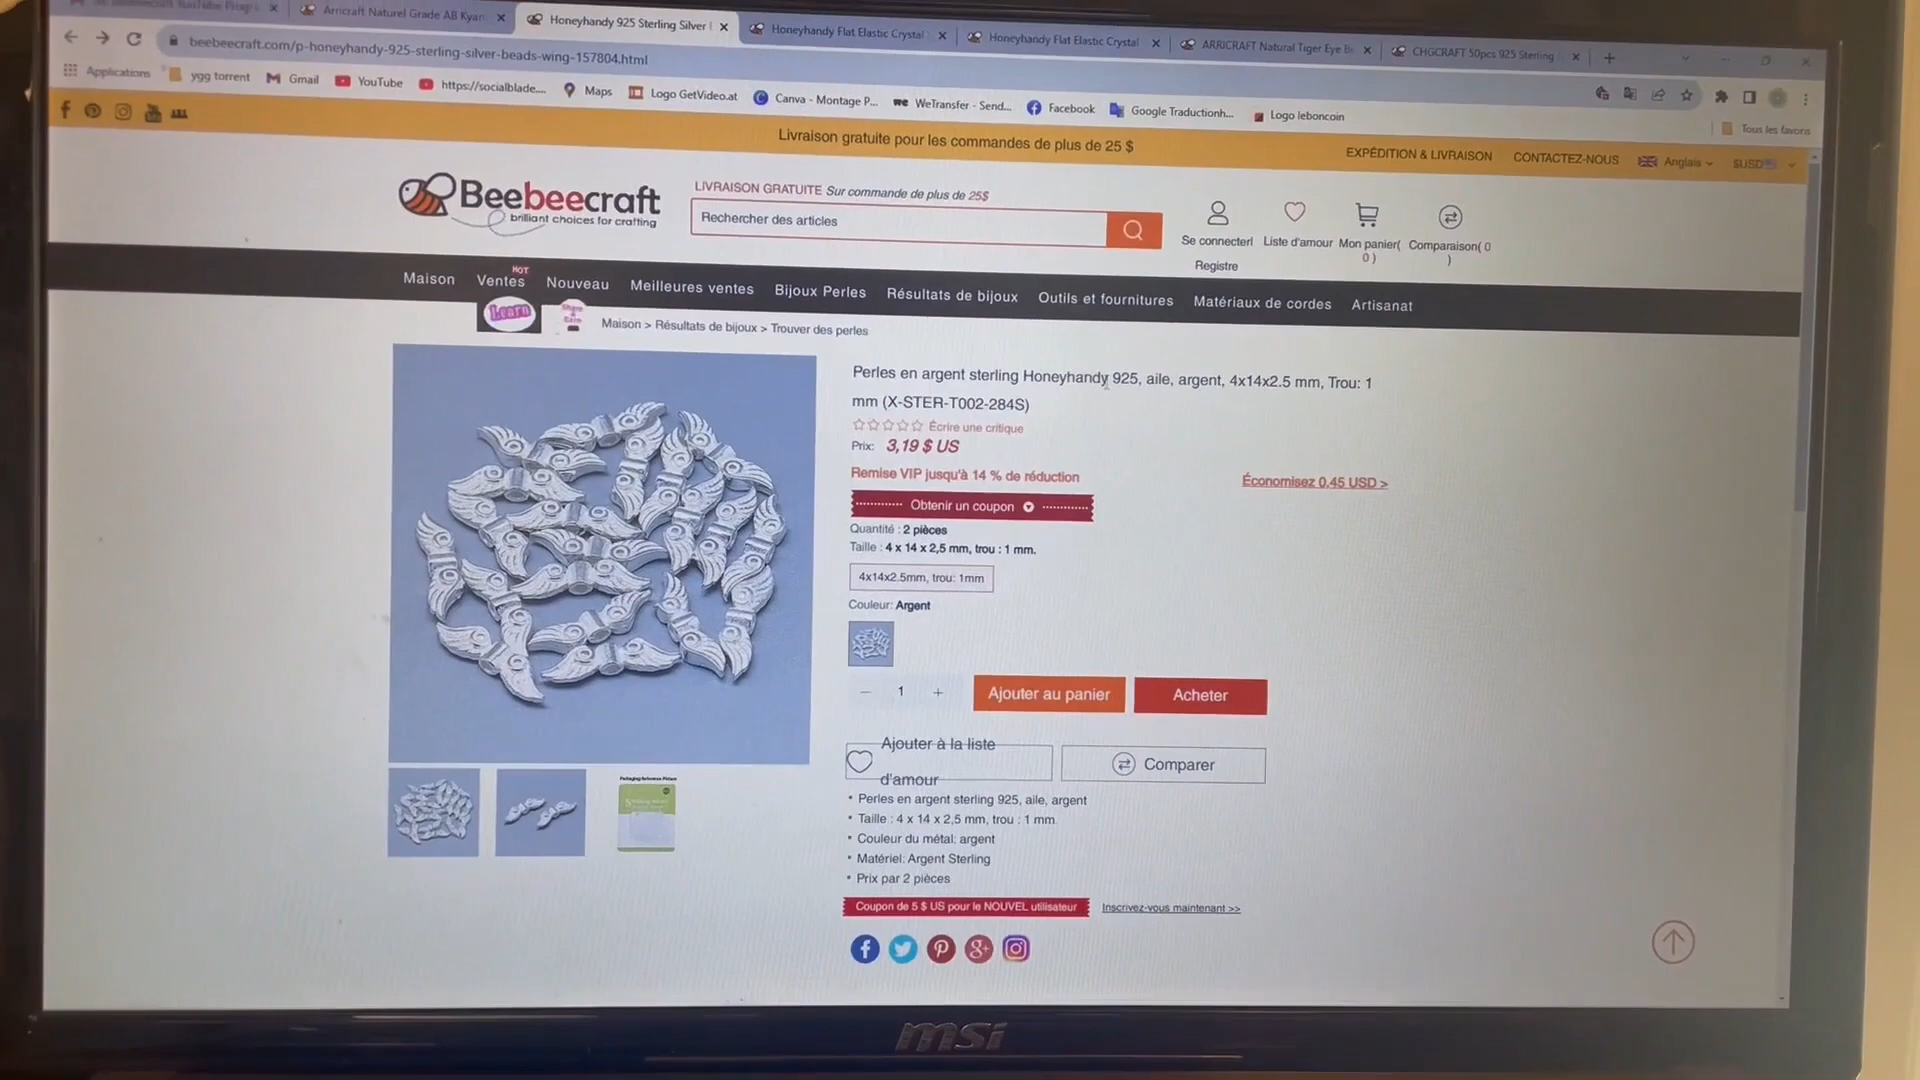 Arricraft Naturel Grade AB Kyan
Honeyhandy 925 Sterling Silver
Honeyhandy Flat Elastic Crystal
Honeyhandy Flat Elastic Crystal
ARRICRAFT Natural Tiger Eye B
CHGCRAFT 50pcs 925 Sterling
beebeecraft.com/p-honeyhandy-925-sterling-silver-beads-wing-157804.html
Applications
ygg torrent
Gmail
YouTube
https://socialblade....
Maps
Logo GetVideo.at
Canva - Montage P...
WeTransfer - Send...
Facebook
Google Traductionh...
Logo leboncoin
Tous les favoris
Livraison gratuite pour les commandes de plus de 25 $
EXPÉDITION & LIVRAISON
CONTACTEZ-NOUS
Anglais
$USD
Beebeecraft
brilliant choices for crafting
LIVRAISON GRATUITE Sur commande de plus de 25$
Rechercher des articles
Se connecterl
Registre
Liste d'amour
Mon panier(
0 )
Comparaison( 0
)
Maison
Ventes
HOT
Nouveau
Meilleures ventes
Bijoux Perles
Résultats de bijoux
Outils et fournitures
Matériaux de cordes
Artisanat
Learn
Share
&
Earn
Maison > Résultats de bijoux > Trouver des perles
Perles en argent sterling Honeyhandy 925, aile, argent, 4x14x2.5 mm, Trou: 1
mm (X-STER-T002-284S)
Écrire une critique
Prix: 3,19 $ US
Remise VIP jusqu'à 14 % de réduction
Économisez 0.45 USD >
Obtenir un coupon
Quantité : 2 pièces
Taille : 4 x 14 x 2,5 mm, trou : 1 mm.
4x14x2.5mm, trou: 1mm
Couleur: Argent
1
Ajouter au panier
Acheter
Ajouter à la liste
d'amour
Comparer
Packaging Reference Picture
• Perles en argent sterling 925, aile, argent
• Taille : 4 x 14 x 2,5 mm, trou : 1 mm.
• Couleur du métal: argent
• Matériel: Argent Sterling
• Prix par 2 pièces
Coupon de 5 $ US pour le NOUVEL utilisateur
Inscrivez-vous maintenant >>
msi